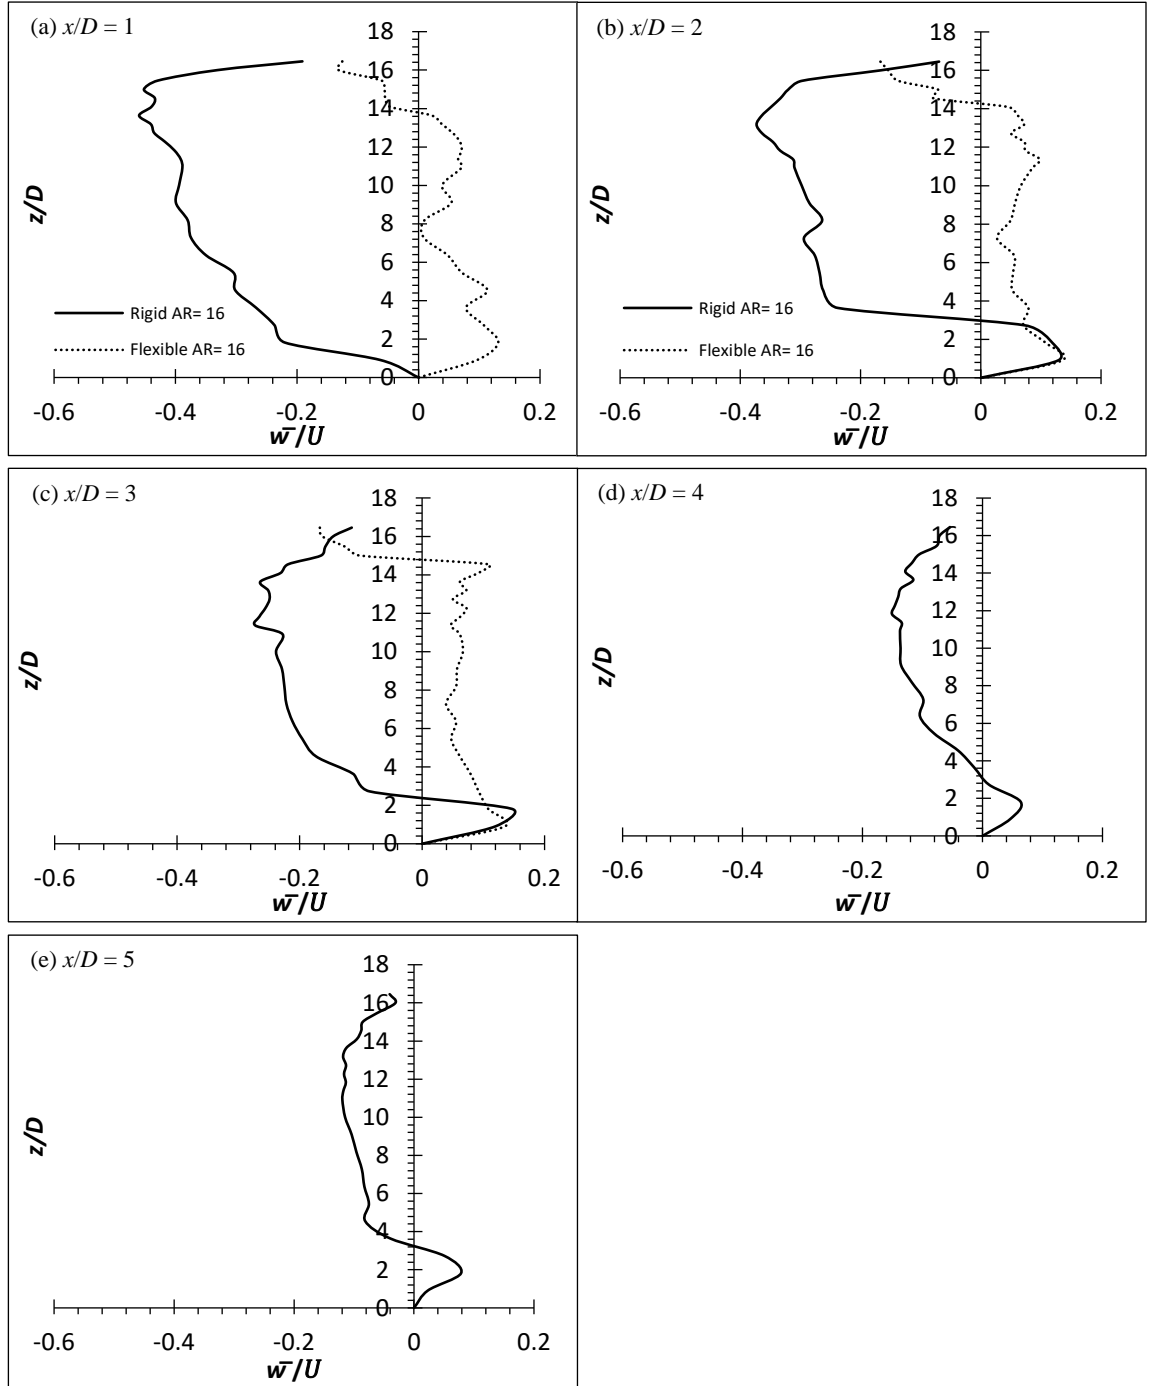 (a) x/D = 1
18
16
14
12
10
8
6
4
2
0
z/D
Rigid AR= 16
Flexible AR= 16
-0.6 -0.4 -0.2 0 0.2
w̄/U
(b) x/D = 2
18
16
14
12
10
8
6
4
2
0
z/D
Rigid AR= 16
Flexible AR= 16
-0.6 -0.4 -0.2 0 0.2
w̄/U
(c) x/D = 3
18
16
14
12
10
8
6
4
2
0
z/D
-0.6 -0.4 -0.2 0 0.2
w̄/U
(d) x/D = 4
18
16
14
12
10
8
6
4
2
0
z/D
-0.6 -0.4 -0.2 0 0.2
w̄/U
(e) x/D = 5
18
16
14
12
10
8
6
4
2
0
z/D
-0.6 -0.4 -0.2 0 0.2
w̄/U